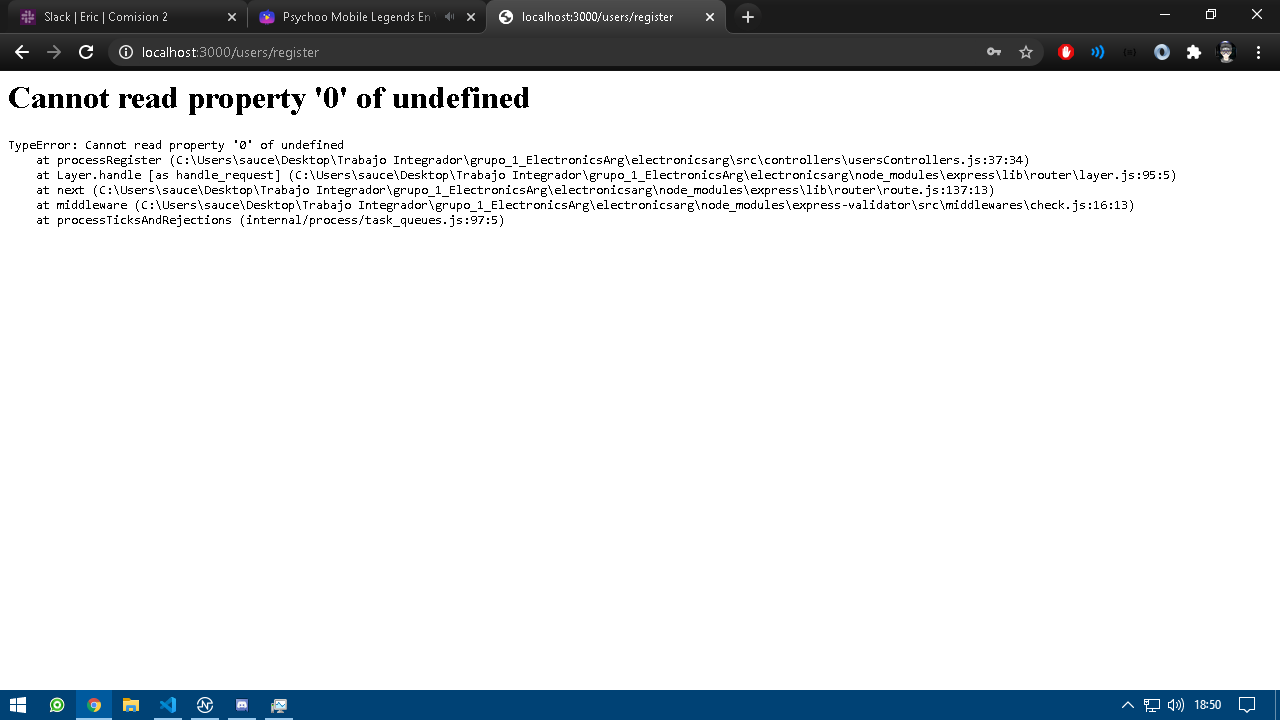 Slack | Eric | Comision 2
Psychoo Mobile Legends En
localhost:3000/users/register
localhost:3000/users/register
Cannot read property '0' of undefined
TypeError: Cannot read property '0' of undefined
at processRegister (C:\Users\sauce\Desktop\Trabajo Integrador\grupo_1_ElectronicsArg\electronicsarg\src\controllers\usersControllers.js:37:34)
at Layer.handle [as handle_request] (C:\Users\sauce\Desktop\Trabajo Integrador\grupo_1_ElectronicsArg\electronicsarg\node_modules\express\lib\router\layer.js:95:5)
at next (C:\Users\sauce\Desktop\Trabajo Integrador\grupo_1_ElectronicsArg\electronicsarg\node_modules\express\lib\router\route.js:137:13)
at middleware (C:\Users\sauce\Desktop\Trabajo Integrador\grupo_1_ElectronicsArg\electronicsarg\node_modules\express-validator\src\middlewares\check.js:16:13)
at processTicksAndRejections (internal/process/task_queues.js:97:5)
18:50